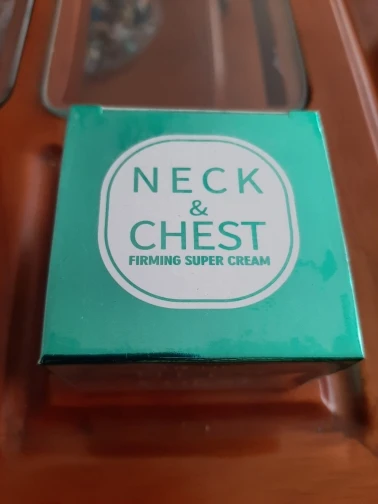 NECK
&
CHEST
FIRMING SUPER CREAM